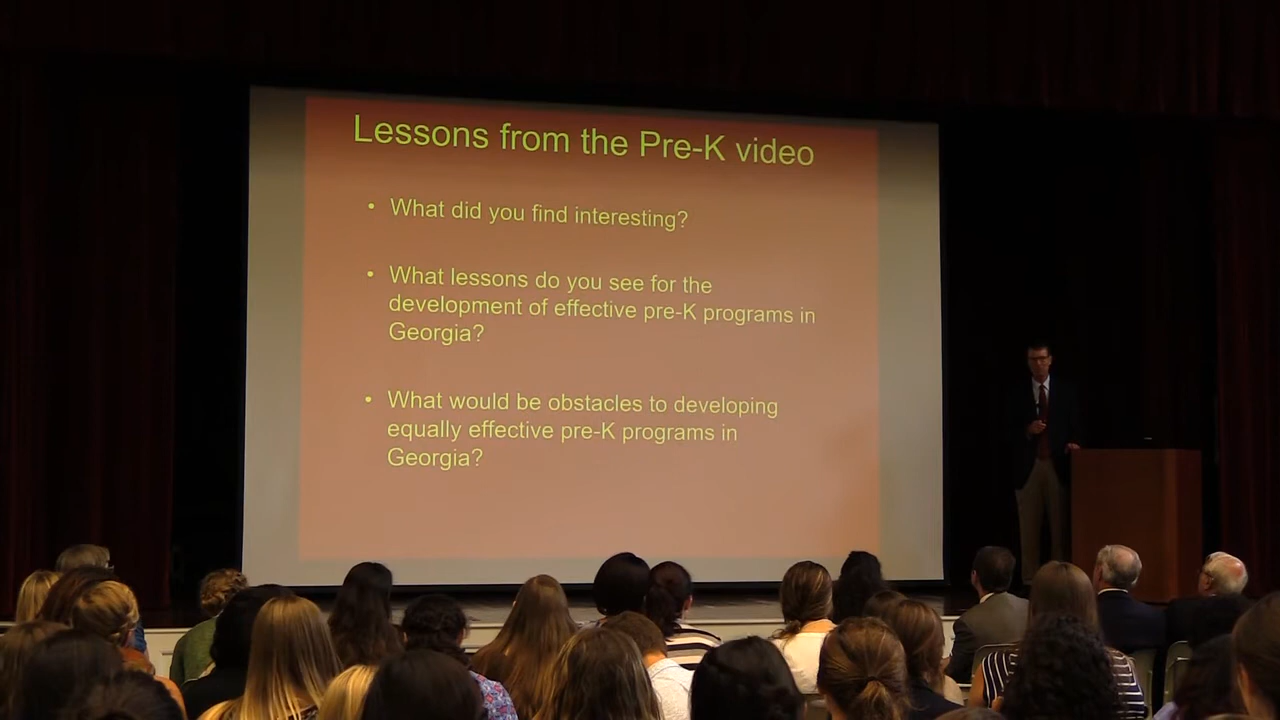 Lessons from the Pre-K video
• What did you find interesting?
• What lessons do you see for the
development of effective pre-K programs in
Georgia?
• What would be obstacles to developing
equally effective pre-K programs in
Georgia?